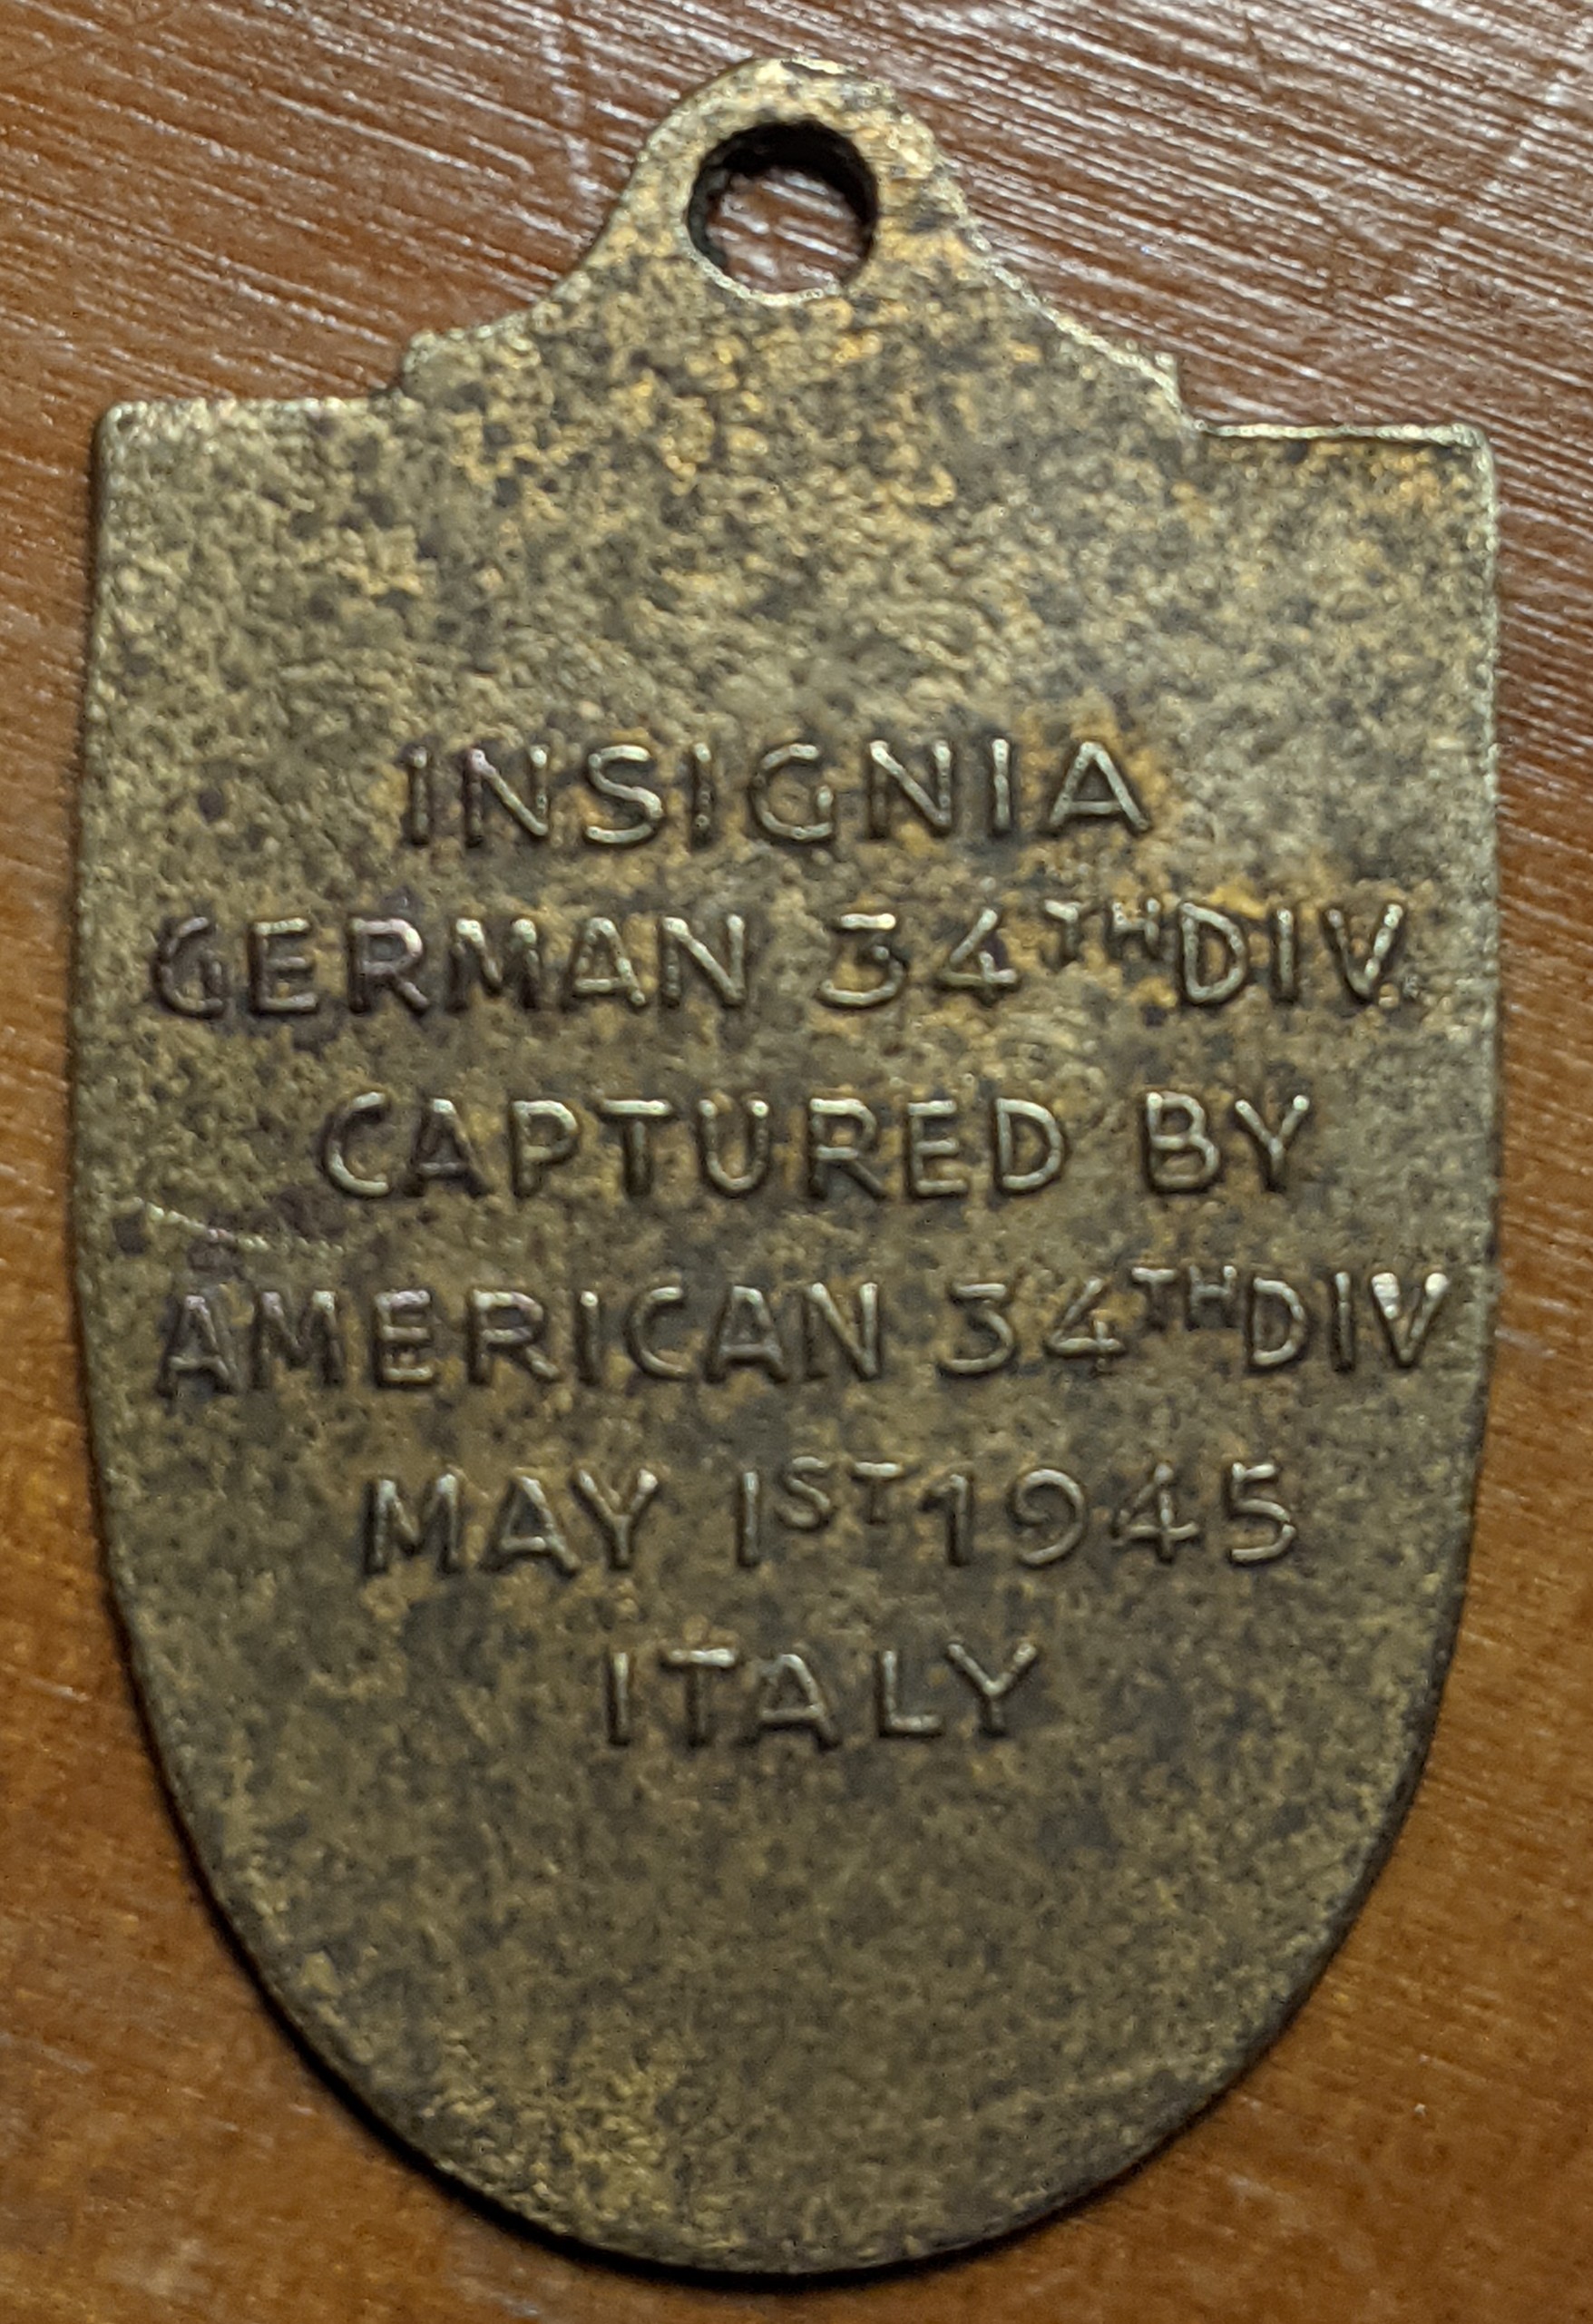 INSIGNIA
GERMAN 34TH DIV.
CAPTURED BY
AMERICAN 34TH DIV
MAY 1ST 1945
ITALY